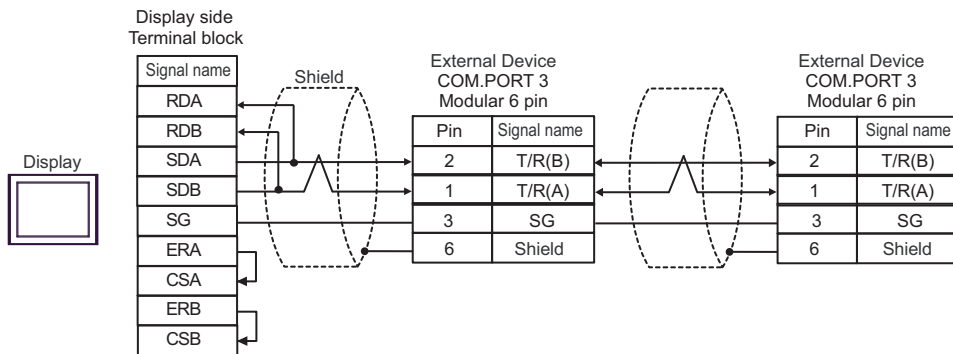 Display side
Terminal block
Signal name
RDA
RDB
SDA
SDB
SG
ERA
CSA
ERB
CSB
Display
Shield
External Device
COM.PORT 3
Modular 6 pin
Pin Signal name
2 T/R(B)
1 T/R(A)
3 SG
6 Shield
External Device
COM.PORT 3
Modular 6 pin
Pin Signal name
2 T/R(B)
1 T/R(A)
3 SG
6 Shield